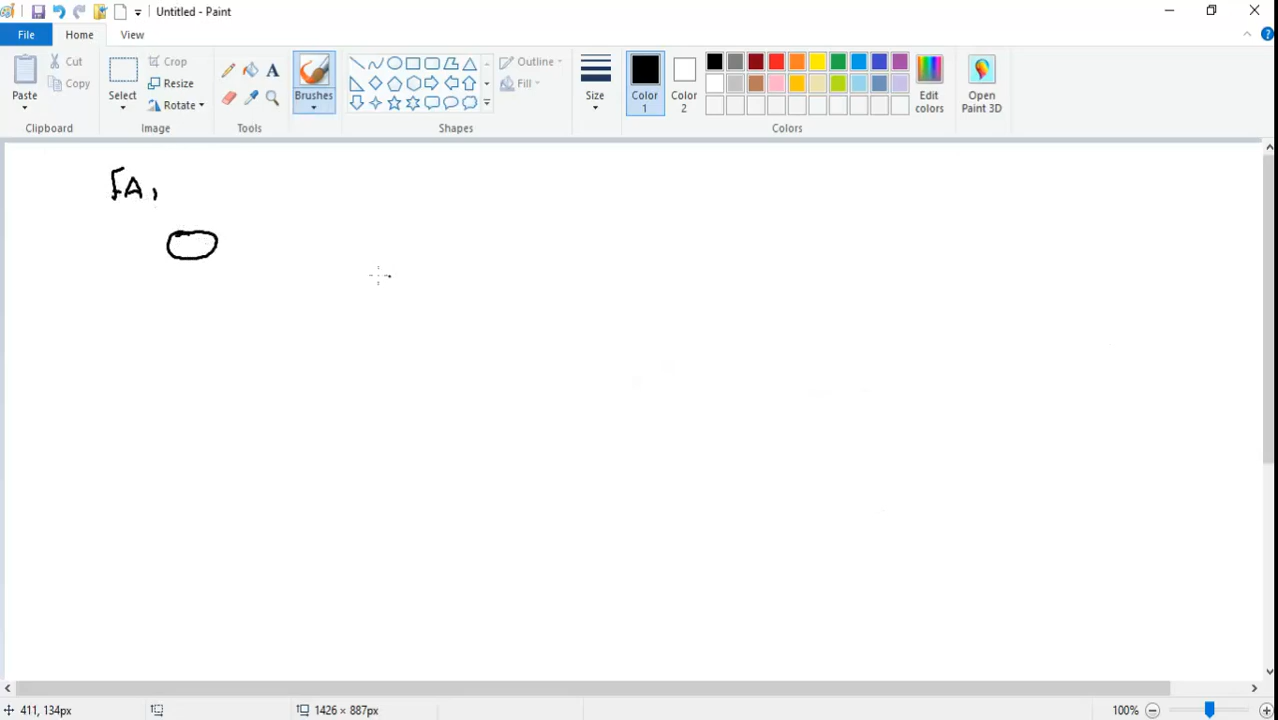 Untitled - Paint
File Home View
Paste Cut Copy Select Crop Resize Rotate Brushes Outline Fill Size Color 1 Color 2 Edit colors Open Paint 3D
Clipboard Image Tools Shapes Colors
FA,
411, 134px 1426 × 887px 100%